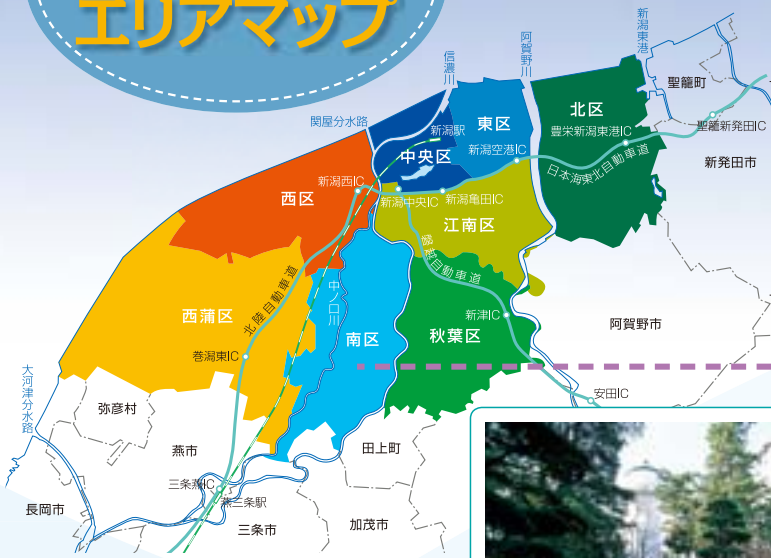 エリアマップ
新潟東港
阿賀野川
信濃川
聖籠町
関屋分水路
北区
東区
新潟駅
聖籠新発田IC
豊栄新潟東港IC
中央区
新潟空港IC
新発田市
日本海東北自動車道
新潟西IC
西区
新潟中央IC
新潟亀田IC
江南区
磐越自動車道
北陸自動車道
中ノ口川
西蒲区
新津IC
阿賀野市
南区
秋葉区
巻潟東IC
大河津分水路
安田IC
弥彦村
燕市
田上町
三条燕IC
燕三条駅
長岡市
三条市
加茂市